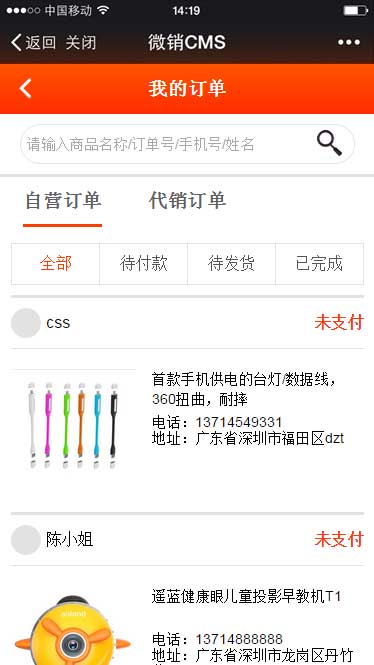 中国移动 14:19
返回 关闭 微销CMS
我的订单
请输入商品名称/订单号/手机号/姓名
自营订单 代销订单
全部 待付款 待发货 已完成
css 未支付
首款手机供电的台灯/数据线，
360扭曲，耐摔
电话：13714549331
地址：广东省深圳市福田区dzt
陈小姐 未支付
遥蓝健康眼儿童投影早教机T1
电话：13714888888
地址：广东省深圳市龙岗区丹竹